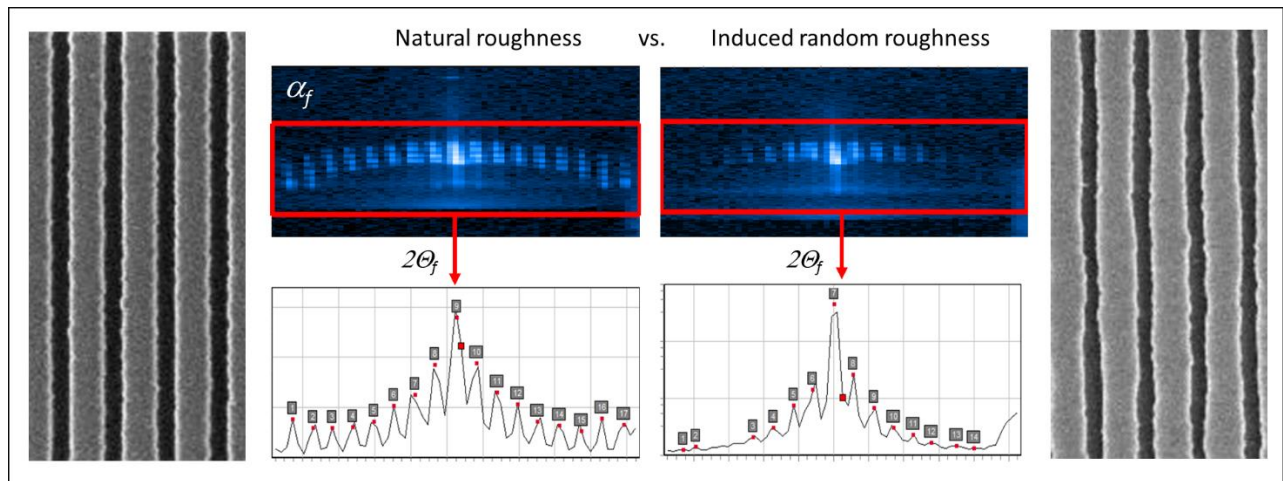 Natural roughness vs. Induced random roughness
αf
2Θf 2Θf
1 2 3 4 5 6 7 8 9 10 11 12 13 14 15 16 17
1 2 3 4 5 6 7 8 9 10 11 12 13 14